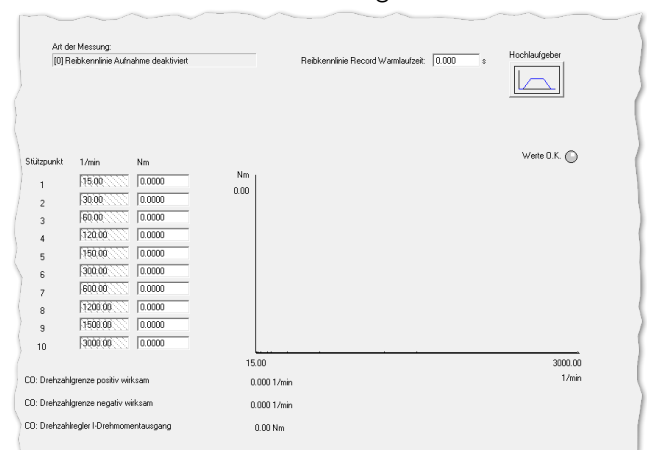 Art der Messung:
[0] Reibkennlinie Aufnahme deaktiviert
Reibkennlinie Record Warmlaufzeit: 0.000 s
Hochlaufgeber
Werte O.K.
Stützpunkt 1/min Nm
1 15.00 0.0000
2 30.00 0.0000
3 60.00 0.0000
4 120.00 0.0000
5 150.00 0.0000
6 300.00 0.0000
7 600.00 0.0000
8 1200.00 0.0000
9 1500.00 0.0000
10 3000.00 0.0000
Nm
0.00
15.00 3000.00
1/min
CO: Drehzahlgrenze positiv wirksam 0.000 1/min
CO: Drehzahlgrenze negativ wirksam 0.000 1/min
CO: Drehzahlregler I-Drehmomentausgang 0.00 Nm